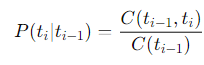 P(t_i|t_{i-1}) = \frac{C(t_{i-1}, t_i)}{C(t_{i-1})}